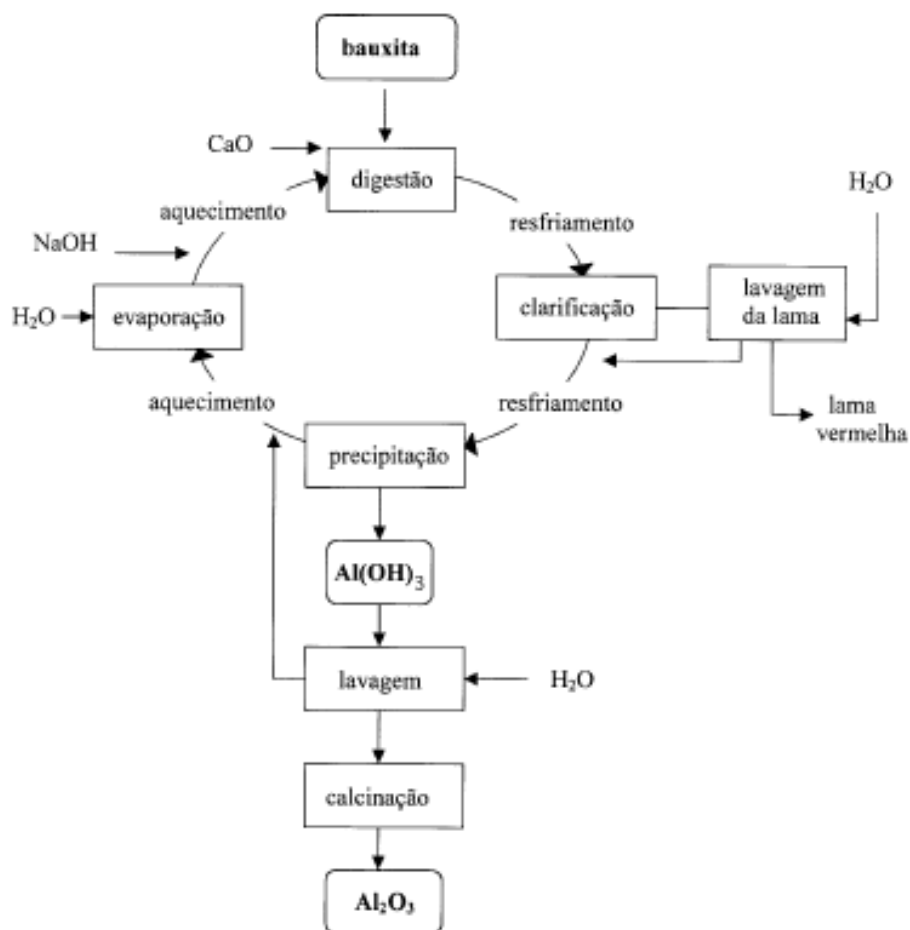 bauxita
CaO
digestão
H₂O
aquecimento
resfriamento
NaOH
lavagem
da lama
H₂O
evaporação
clarificação
aquecimento
resfriamento
lama
vermelha
precipitação
Al(OH)₃
lavagem
H₂O
calcinação
Al₂O₃